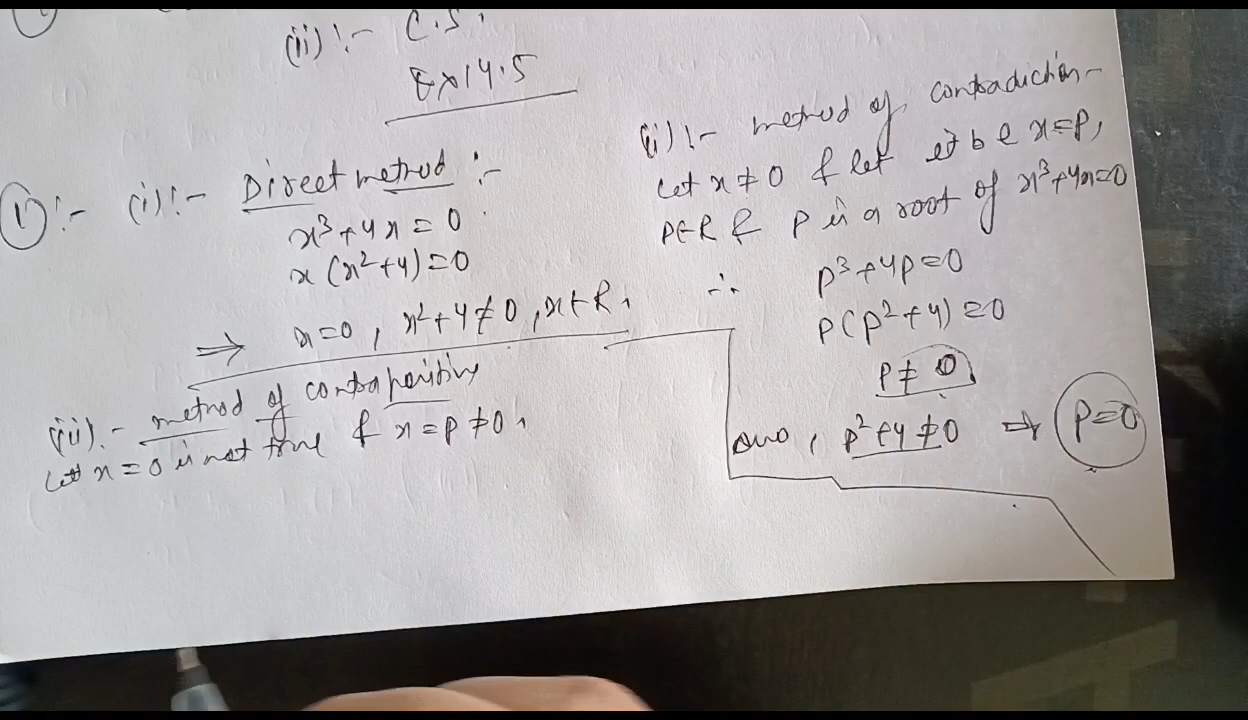 (ii) :- C.S.
Ex 14.5
(1) :- (i) :- Direct method :-
x³+4x=0
x(x²+4)=0
⇒ x=0, x²+4≠0, x∈R.
(ii) :- method of contradiction -
Let x≠0 & let it be x=P,
P∈R & P is a root of x³+4x=0
∴ p³+4p=0
P(p²+4)=0
P≠0
p²+4≠0 ⇒ P=0
(iii) - method of contrapositive
Let x=0 is not true & x=p≠0,